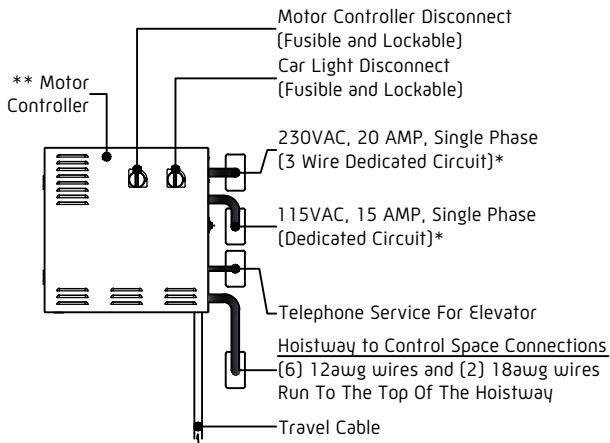 Motor Controller Disconnect
(Fusible and Lockable)
Car Light Disconnect
(Fusible and Lockable)
** Motor
Controller
230VAC, 20 AMP, Single Phase
(3 Wire Dedicated Circuit)*
115VAC, 15 AMP, Single Phase
(Dedicated Circuit)*
Telephone Service For Elevator
Hoistway to Control Space Connections
(6) 12awg wires and (2) 18awg wires
Run To The Top Of The Hoistway
Travel Cable